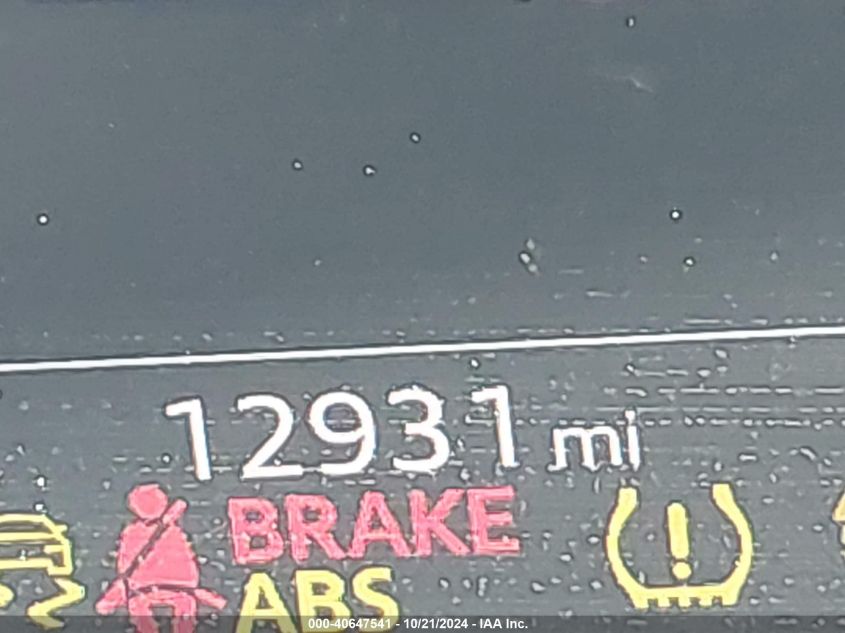 12931 mi
BRAKE
ABS
000-40647541 - 10/21/2024 - IAA Inc.